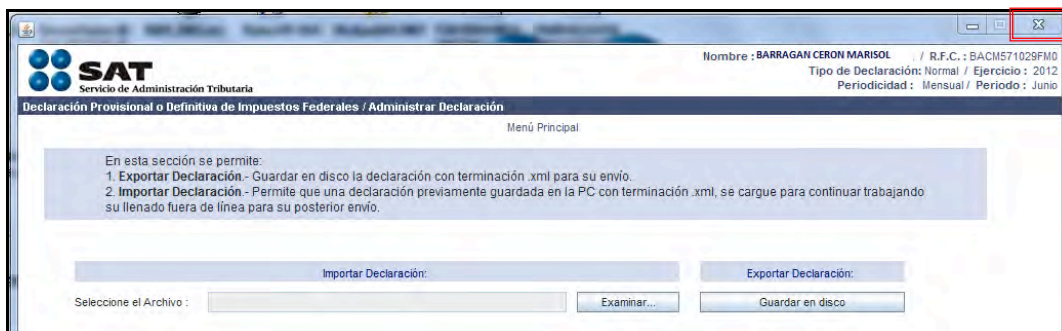 Nombre : BARRAGAN CERON MARISOL / R.F.C. : BACM571029FM0
SAT
Tipo de Declaración: Normal / Ejercicio : 2012
Servicio de Administración Tributaria
Periodicidad : Mensual / Periodo : Junio
Declaración Provisional o Definitiva de Impuestos Federales / Administrar Declaración
Menú Principal
En esta sección se permite:
1. Exportar Declaración.- Guardar en disco la declaración con terminación .xml para su envío.
2. Importar Declaración.- Permite que una declaración previamente guardada en la PC con terminación .xml, se cargue para continuar trabajando
su llenado fuera de línea para su posterior envío.
Importar Declaración:
Exportar Declaración:
Seleccione el Archivo :
Examinar...
Guardar en disco